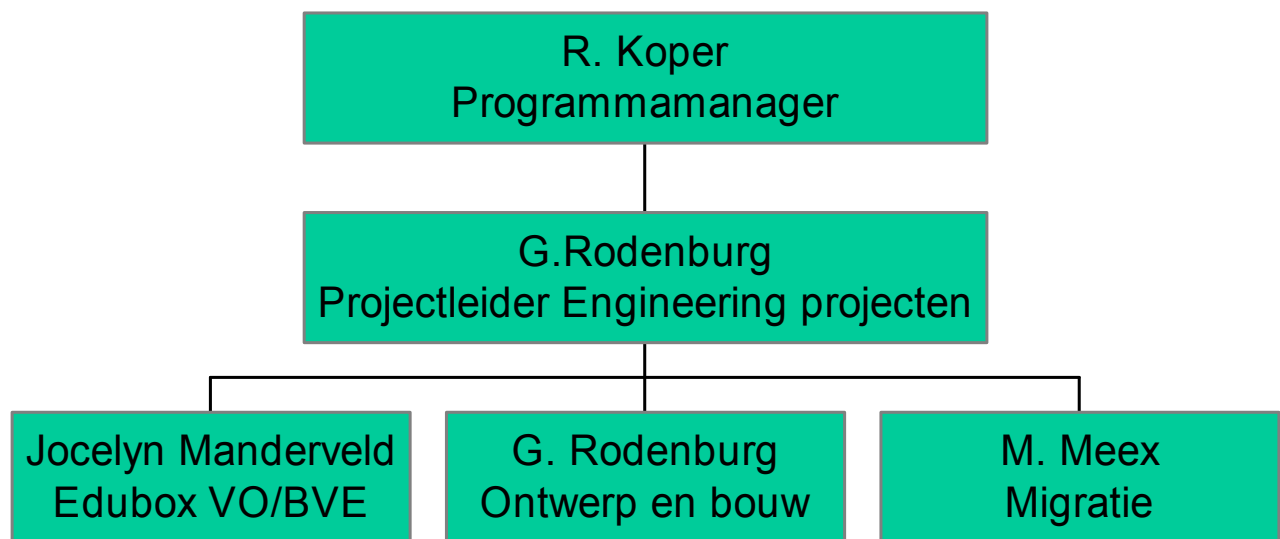 R. Koper
Programmamanager
G.Rodenburg
Projectleider Engineering projecten
Jocelyn Manderveld
Edubox VO/BVE
G. Rodenburg
Ontwerp en bouw
M. Meex
Migratie